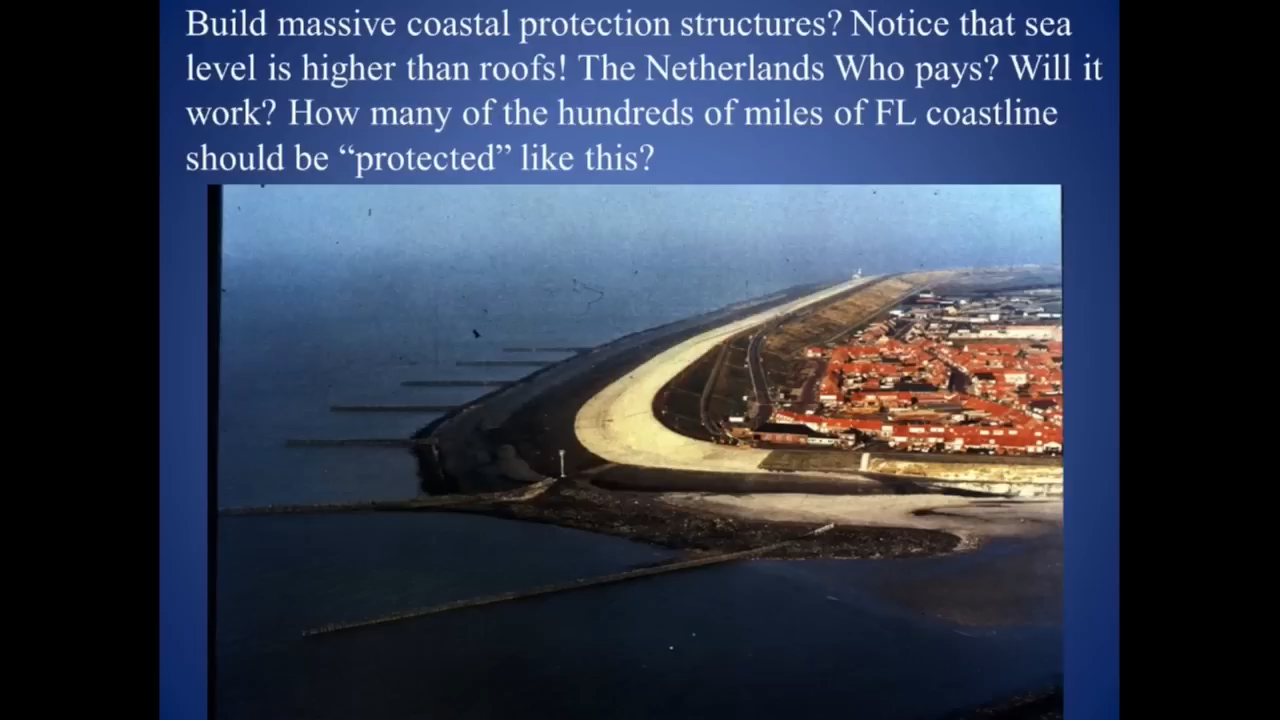 Build massive coastal protection structures? Notice that sea
level is higher than roofs! The Netherlands Who pays? Will it
work? How many of the hundreds of miles of FL coastline
should be “protected” like this?